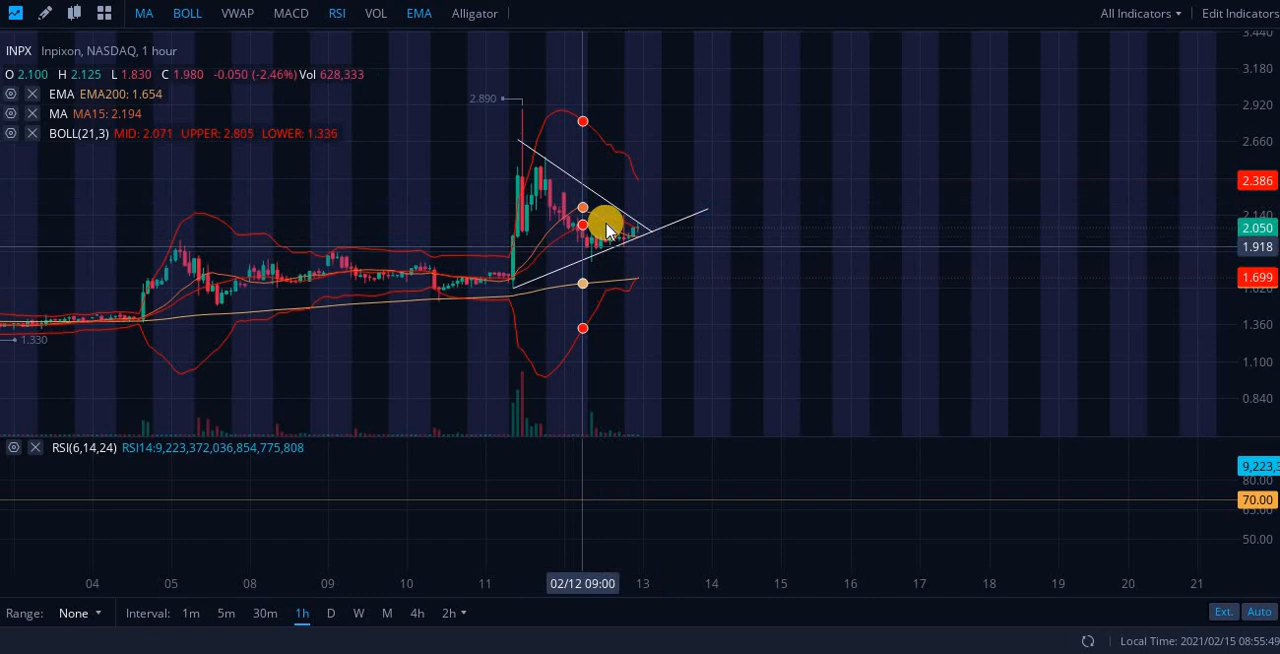 MA BOLL VWAP MACD RSI VOL EMA Alligator All Indicators Edit Indicators
3.440
INPX Inpixon, NASDAQ, 1 hour
3.180
O 2.100 H 2.125 L 1.830 C 1.980 -0.050 (-2.46%) Vol 628,333
EMA EMA200: 1.654
2.890
2.920
MA MA15: 2.194
BOLL(21,3) MID: 2.071 UPPER: 2.805 LOWER: 1.336
2.660
2.386
2.140
2.050
1.918
1.699
1.620
1.360
1.330
1.100
0.840
RSI(6,14,24) RSI14:9,223,372,036,854,775,808
9,223,3
80.00
70.00
65.00
50.00
04 05 08 09 10 11 02/12 09:00 13 14 15 16 17 18 19 20 21
Range: None Interval: 1m 5m 30m 1h D W M 4h 2h Ext. Auto
Local Time: 2021/02/15 08:55:49